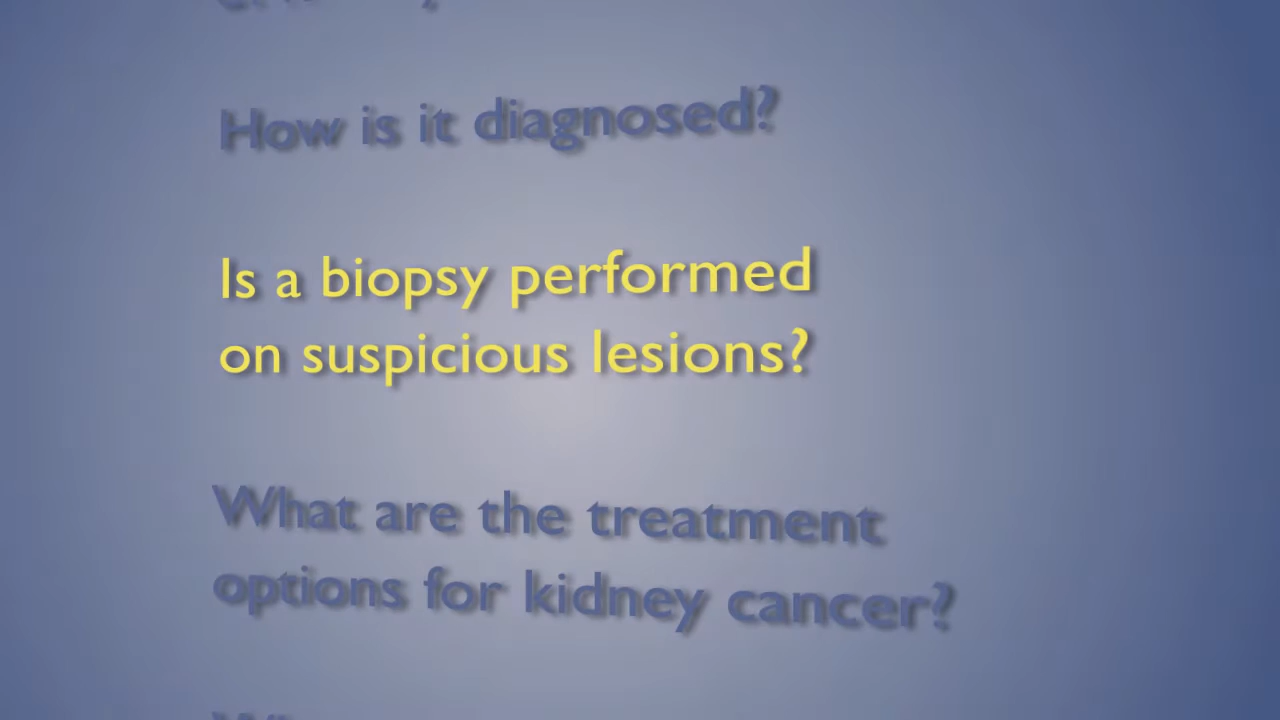 How is it diagnosed?
Is a biopsy performed
on suspicious lesions?
What are the treatment
options for kidney cancer?